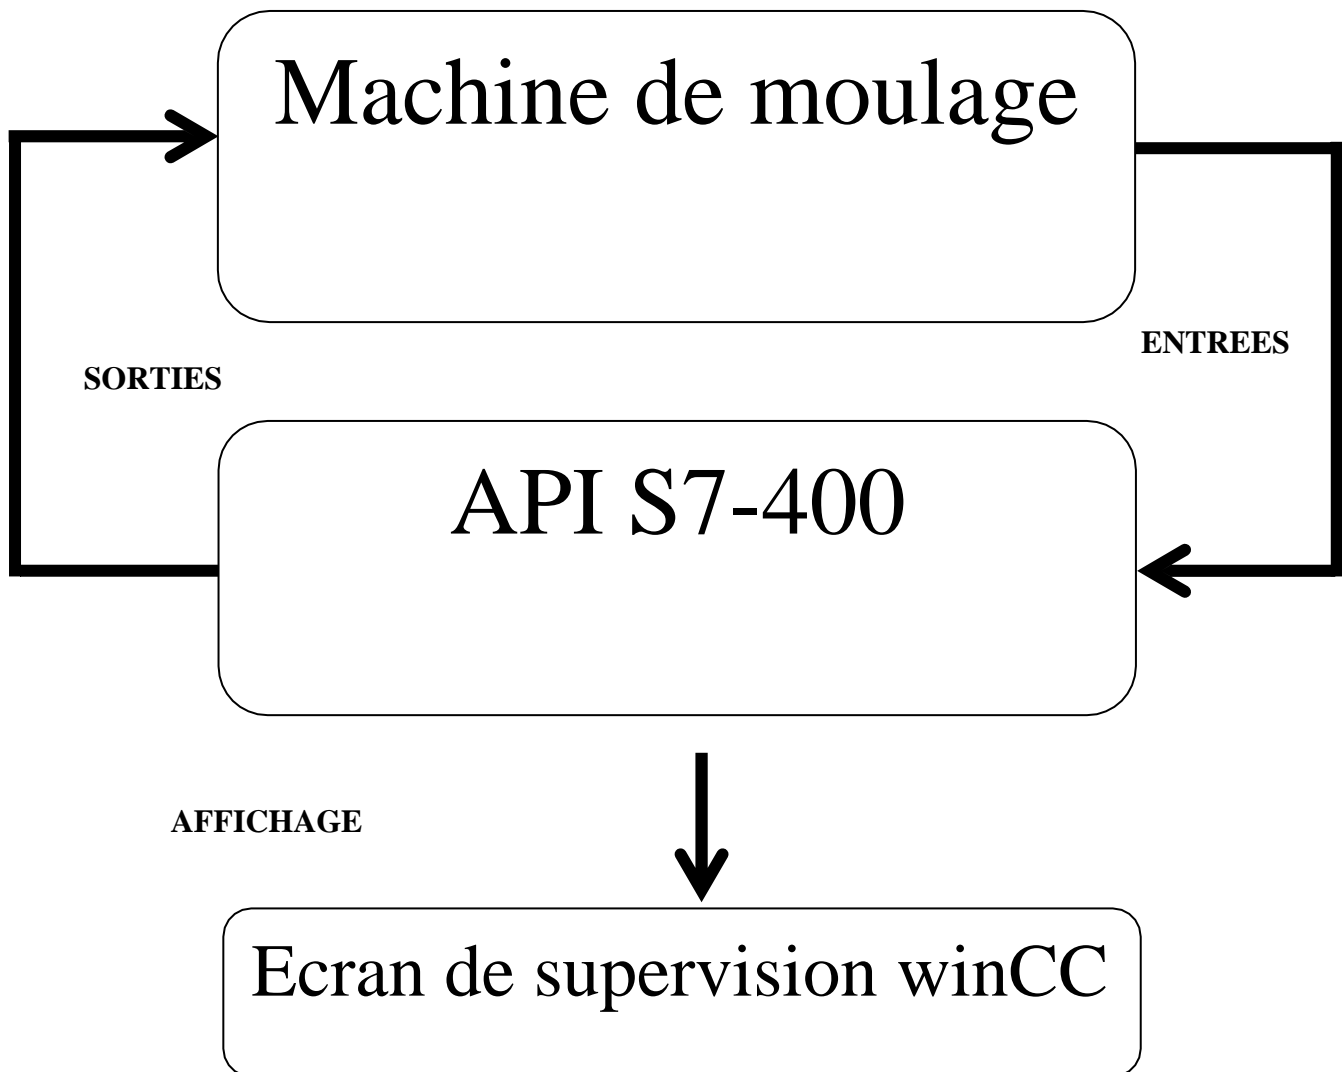 Machine de moulage
ENTREES
SORTIES
API S7-400
AFFICHAGE
Ecran de supervision winCC